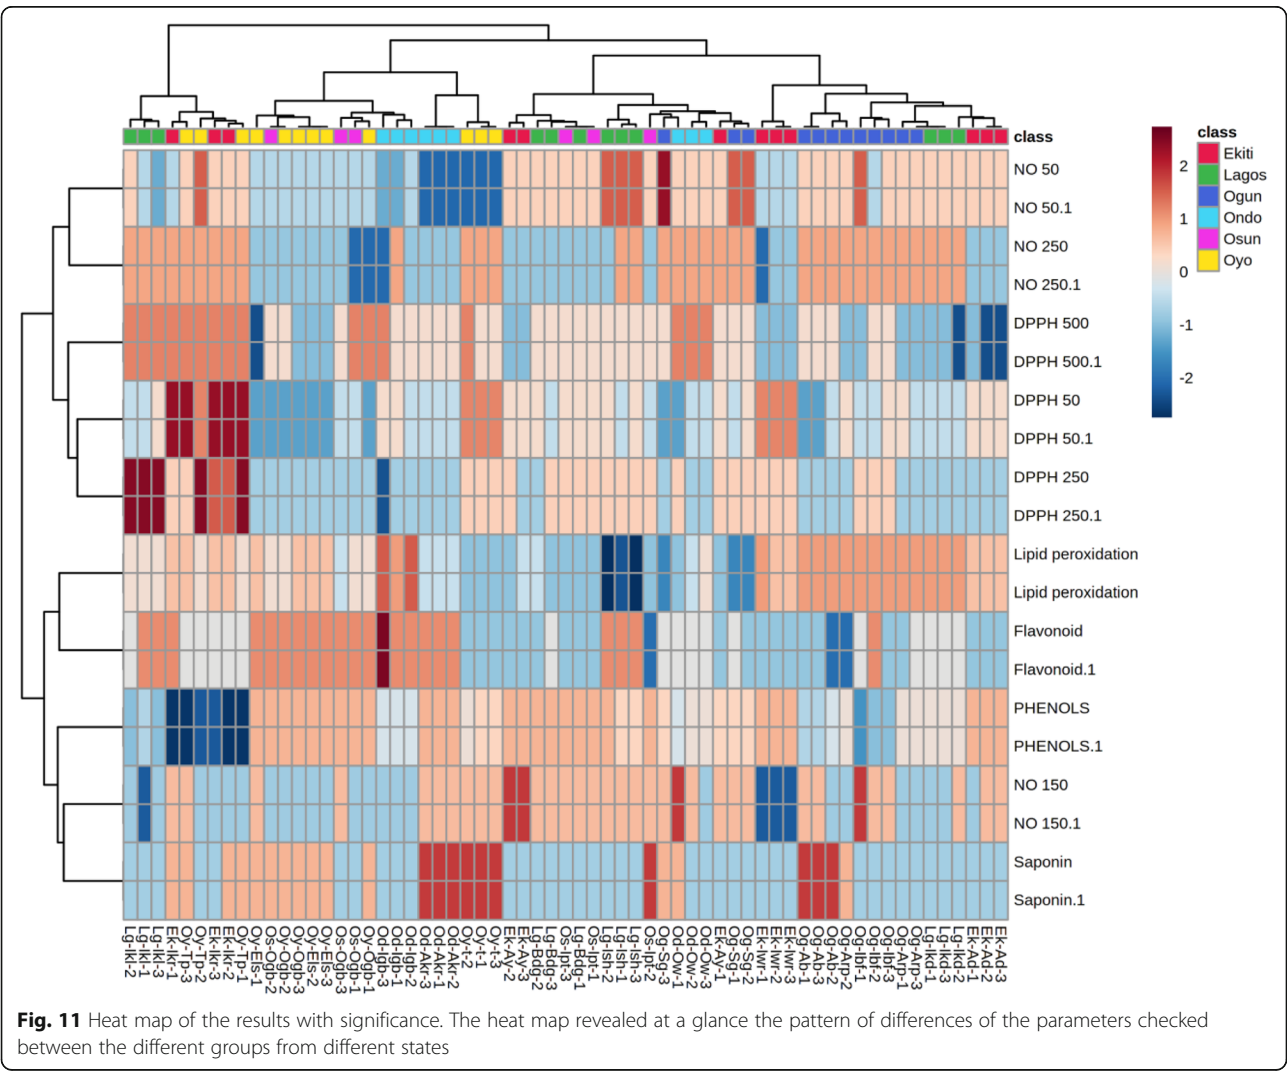 class
NO 50
NO 50.1
NO 250
NO 250.1
DPPH 500
DPPH 500.1
DPPH 50
DPPH 50.1
DPPH 250
DPPH 250.1
Lipid peroxidation
Lipid peroxidation
Flavonoid
Flavonoid.1
PHENOLS
PHENOLS.1
NO 150
NO 150.1
Saponin
Saponin.1
2
1
0
-1
-2
class
Ekiti
Lagos
Ogun
Ondo
Osun
Oyo
Lg-Ikl-2
Lg-Ikl-1
Lg-Ikl-3
Ek-Ikr-1
Oy-Tp-3
Oy-Tp-2
Ek-Ikr-3
Ek-Ikr-2
Oy-Tp-1
Oy-Els-1
Os-Ogb-2
Oy-Ogb-2
Oy-Ogb-3
Oy-Els-2
Oy-Els-3
Os-Ogb-3
Os-Ogb-1
Oy-Ogb-1
Od-Igb-3
Od-Igb-1
Od-Igb-2
Od-Akr-3
Od-Akr-1
Od-Akr-2
Oy-t-2
Oy-t-1
Oy-t-3
Ek-Ay-2
Ek-Ay-3
Lg-Bdg-2
Lg-Bdg-3
Os-Ipt-3
Lg-Bdg-1
Os-Ipt-1
Lg-Ish-2
Lg-Ish-1
Lg-Ish-3
Os-Ipt-2
Og-Sg-3
Od-Ow-1
Od-Ow-2
Od-Ow-3
Ek-Ay-1
Og-Sg-1
Og-Sg-2
Ek-Iwr-1
Ek-Iwr-2
Ek-Iwr-3
Og-Ab-1
Og-Ab-3
Og-Ab-2
Og-Arp-2
Og-Ibf-1
Og-Ibf-2
Og-Ibf-3
Og-Arp-1
Og-Arp-3
Lg-Ikd-1
Lg-Ikd-3
Lg-Ikd-2
Ek-Ad-1
Ek-Ad-2
Ek-Ad-3
Fig. 11 Heat map of the results with significance. The heat map revealed at a glance the pattern of differences of the parameters checked
between the different groups from different states